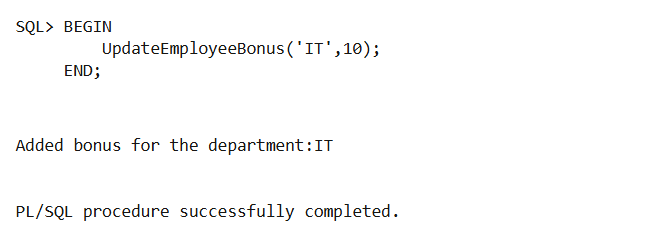 SQL> BEGIN
UpdateEmployeeBonus('IT',10);
END;
Added bonus for the department:IT
PL/SQL procedure successfully completed.